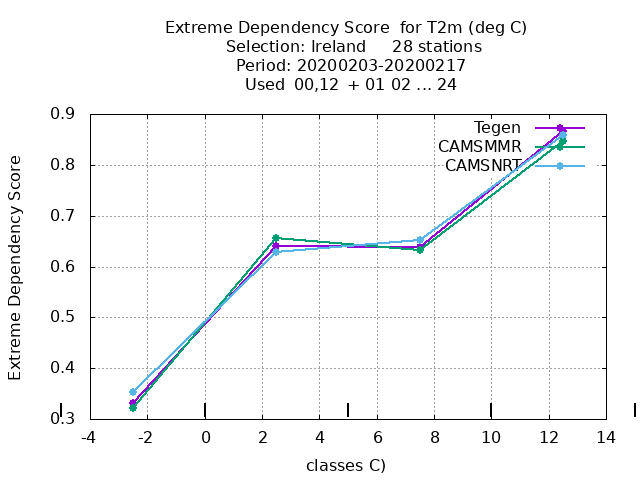 Extreme Dependency Score for T2m (deg C)
Selection: Ireland 28 stations
Period: 20200203-20200217
Used 00,12 + 01 02 ... 24
0.9
0.8
0.7
0.6
0.5
0.4
0.3
Extreme Dependency Score
Tegen
CAMSMMR
CAMSNRT
-4 -2 0 2 4 6 8 10 12 14
classes C)